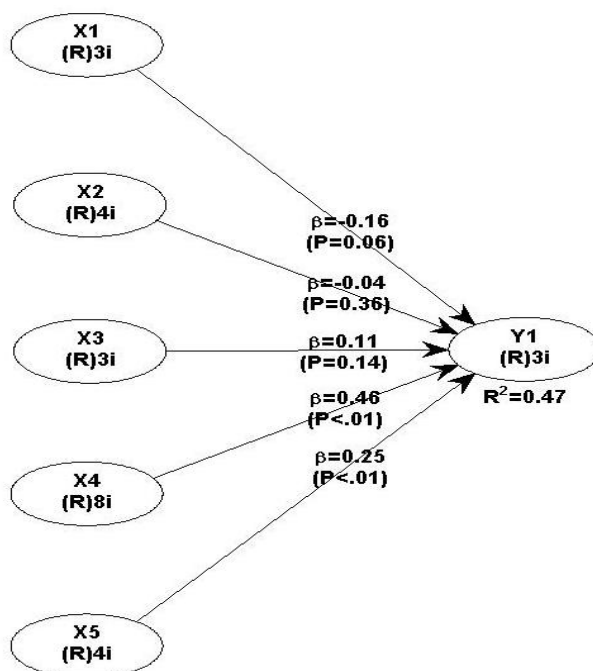 X1
(R)3i
X2
(R)4i
β=-0.16
(P=0.06)
β=-0.04
(P=0.36)
X3
(R)3i
β=0.11
(P=0.14)
Y1
(R)3i
R²=0.47
β=0.46
(P<.01)
β=0.25
(P<.01)
X4
(R)8i
X5
(R)4i